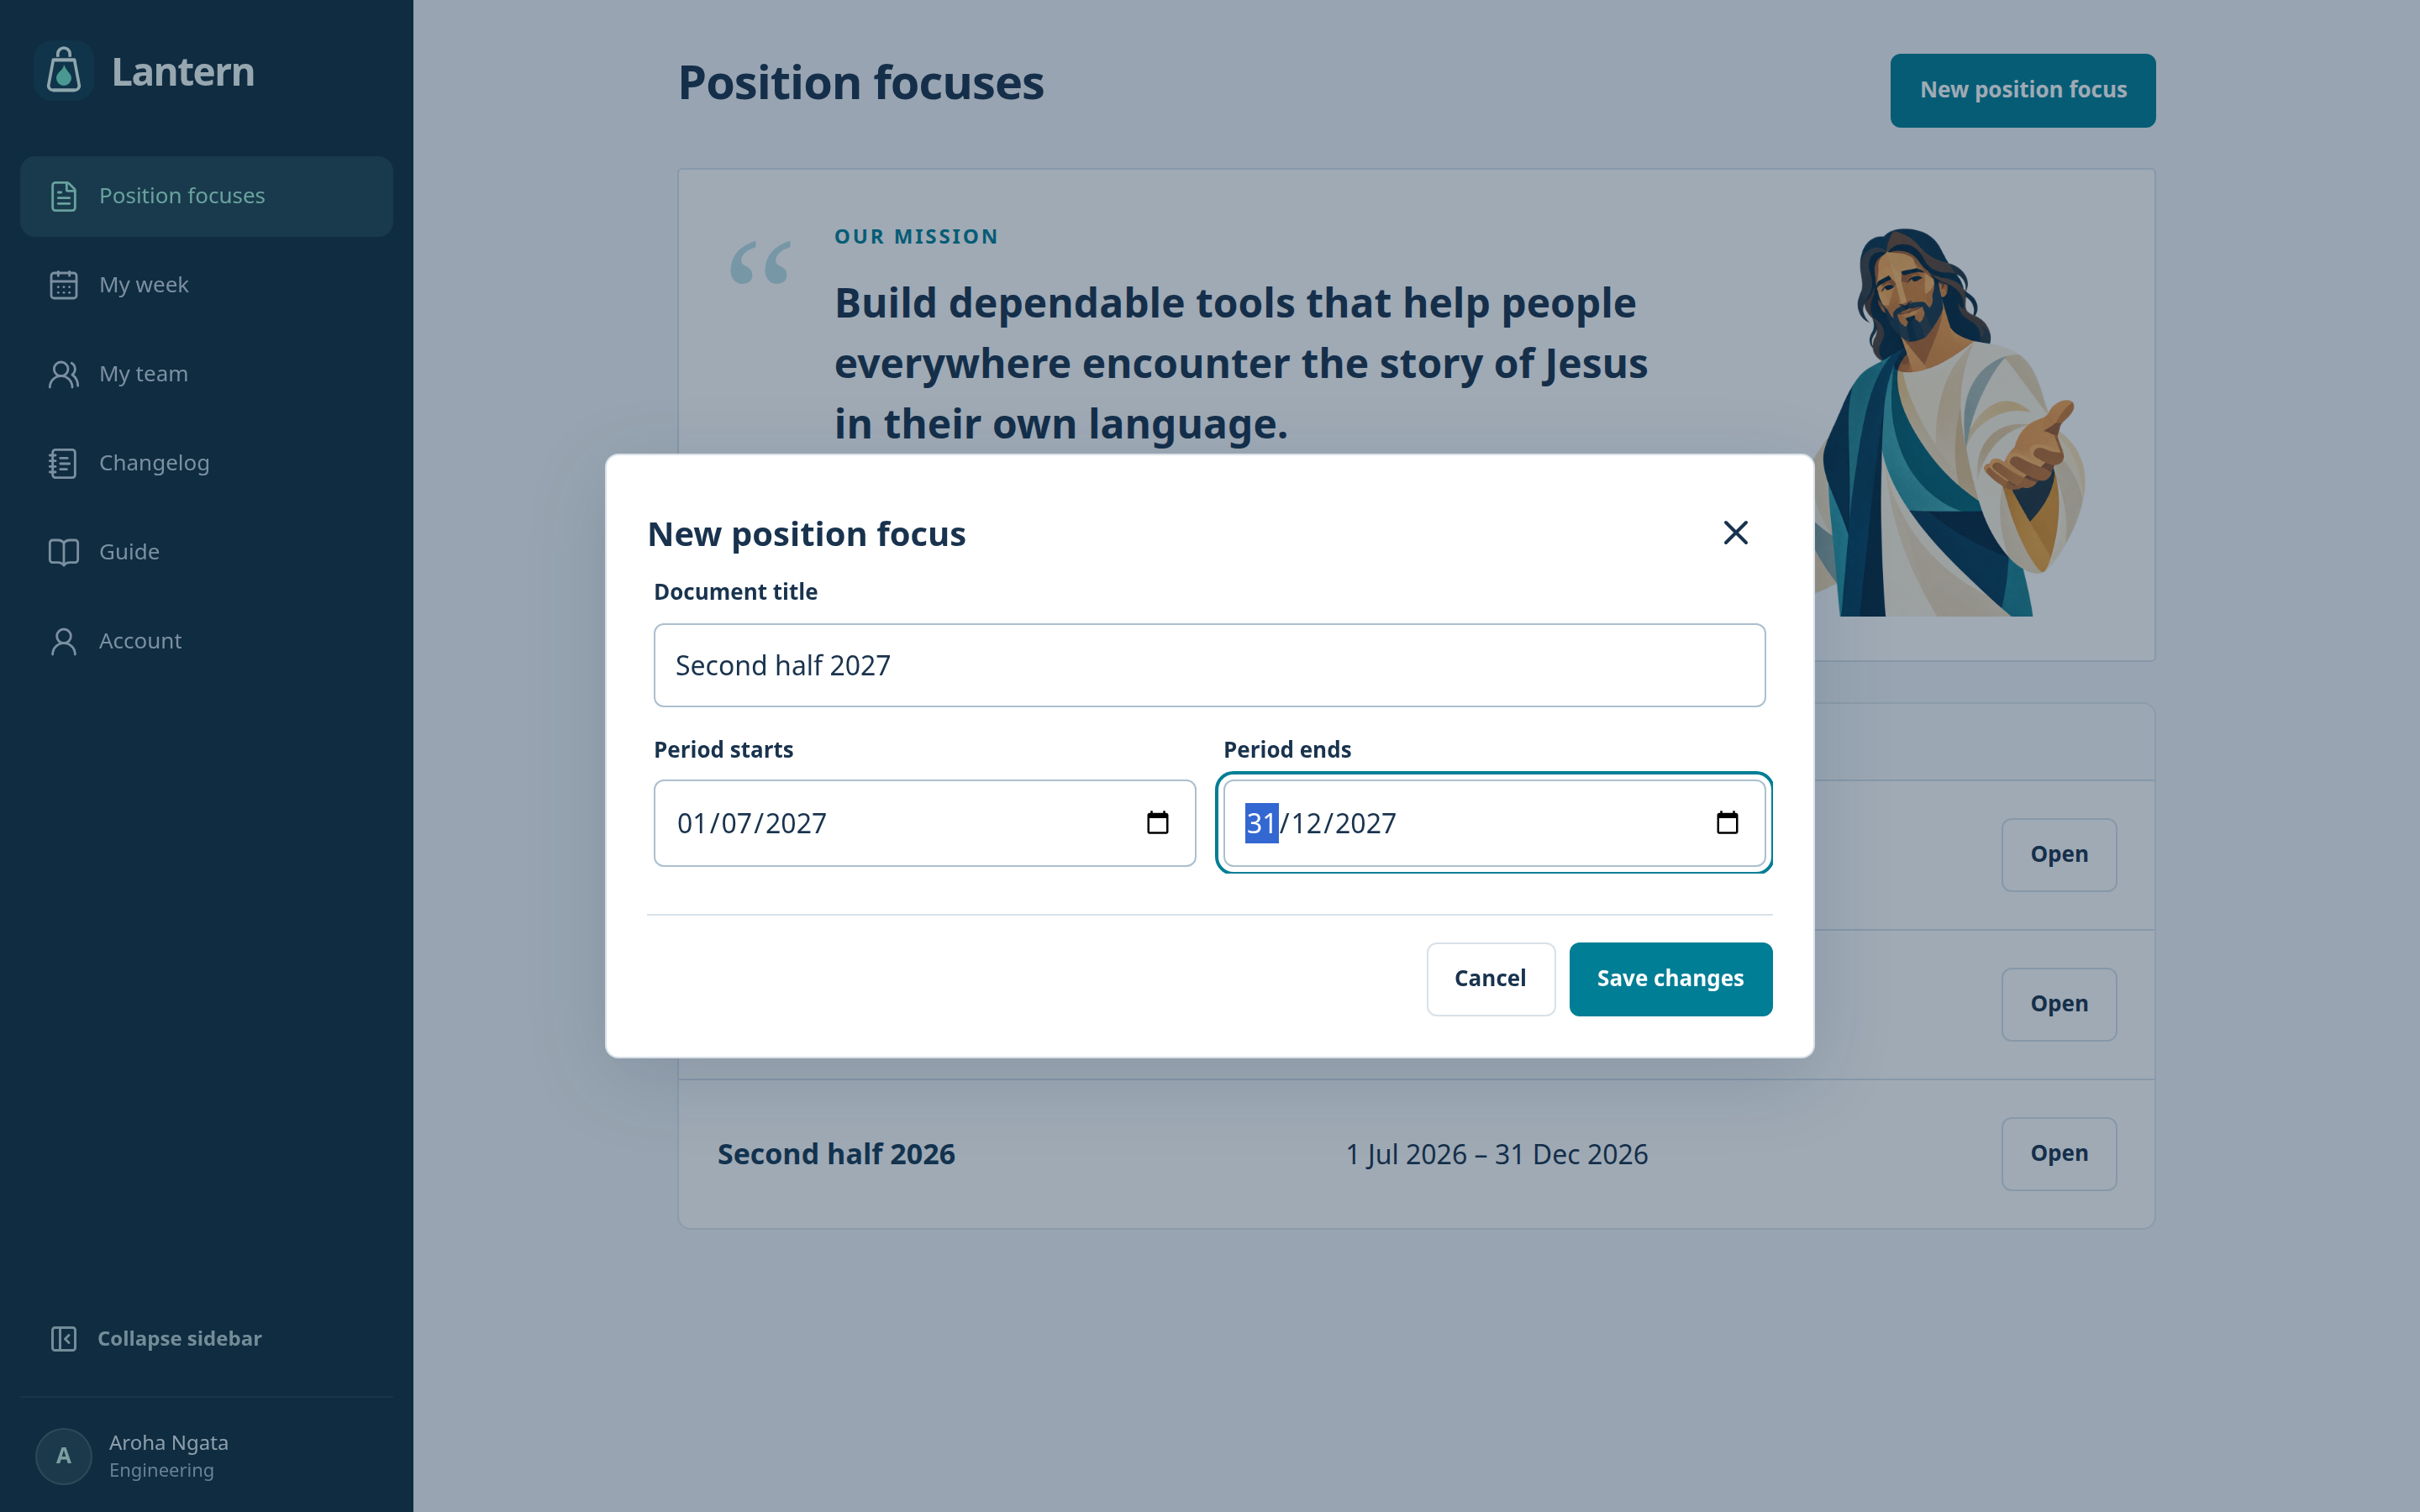 Lantern
Position focuses
My week
My team
Changelog
Guide
Account
Collapse sidebar
A
Aroha Ngata
Engineering
Position focuses
New position focus
“
OUR MISSION
Build dependable tools that help people
everywhere encounter the story of Jesus
in their own language.
New position focus
Document title
Second half 2027
Period starts
Period ends
01/07/2027
31/12/2027
Cancel
Save changes
Open
Open
Second half 2026
1 Jul 2026 – 31 Dec 2026
Open